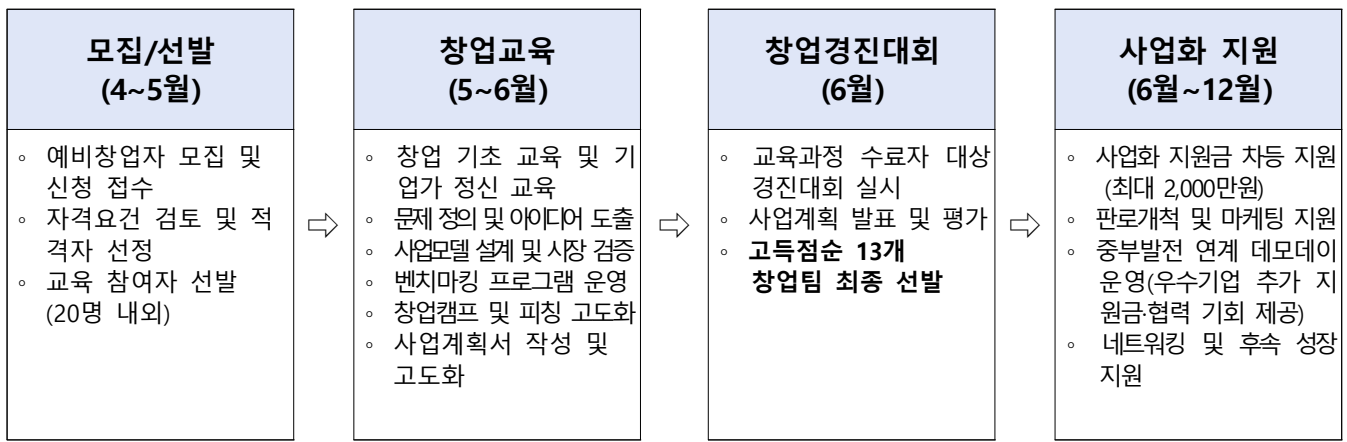 모집/선발
(4~5월)
◦ 예비창업자 모집 및
신청 접수
◦ 자격요건 검토 및 적
격자 선정
◦ 교육 참여자 선발
(20명 내외)
⇨
창업교육
(5~6월)
◦ 창업 기초 교육 및 기
업가 정신 교육
◦ 문제 정의 및 아이디어 도출
◦ 사업모델 설계 및 시장 검증
◦ 벤치마킹 프로그램 운영
◦ 창업캠프 및 피칭 고도화
◦ 사업계획서 작성 및
고도화
⇨
창업경진대회
(6월)
◦ 교육과정 수료자 대상
경진대회 실시
◦ 사업계획 발표 및 평가
◦ 고득점순 13개
창업팀 최종 선발
⇨
사업화 지원
(6월~12월)
◦ 사업화 지원금 차등 지원
(최대 2,000만원)
◦ 판로개척 및 마케팅 지원
◦ 중부발전 연계 데모데이
운영(우수기업 추가 지
원금·협력 기회 제공)
◦ 네트워킹 및 후속 성장
지원